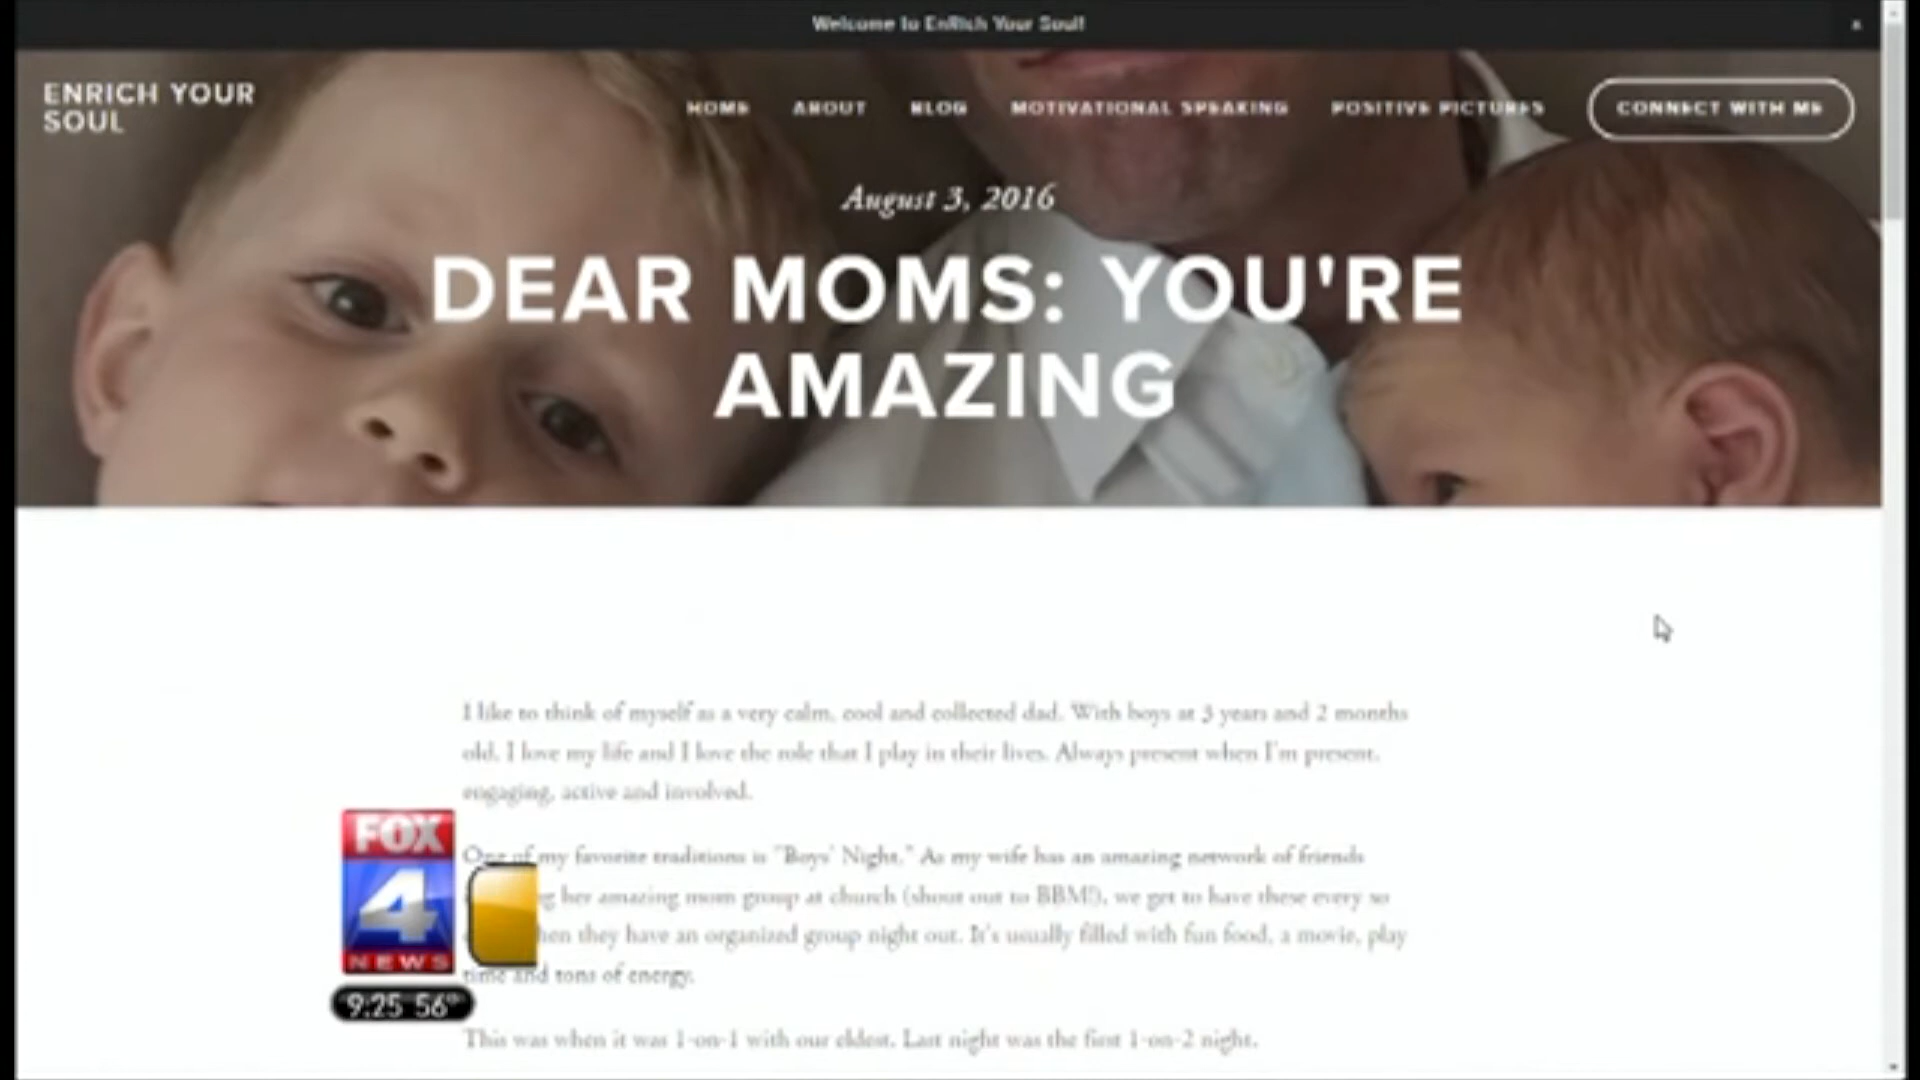 Welcome to EnRich Your Soul!
ENRICH YOUR
SOUL
HOME ABOUT BLOG MOTIVATIONAL SPEAKING POSITIVE PICTURES CONNECT WITH ME
August 3, 2016
DEAR MOMS: YOU'RE
AMAZING
I like to think of myself as a very calm, cool and collected dad. With boys at 3 years and 2 months
old, I love my life and I love the role that I play in their lives. Always present when I'm present,
engaging, active and involved.
One of my favorite traditions is "Boys' Night." As my wife has an amazing network of friends
her amazing mom group at church (shout out to BBM!), we get to have these every so
they have an organized group night out. It's usually filled with fun food, a movie, play
time and tons of energy.
This was when it was 1-on-1 with our eldest. Last night was the first 1-on-2 night.
FOX
4
NEWS
9:25 56°